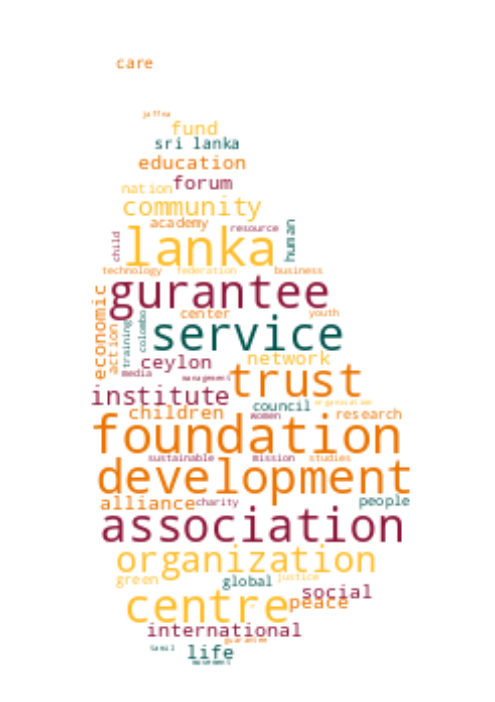 care
jaffna
fund
sri lanka
education
nation forum
community
academy resource
child lanka human
technology federation business
gurantee
economic center youth
action training colombo service
ceylon network
media management trust
institute council organisation
children women research
foundation
sustainable mission studies
development
alliance charity people
association
organization
green global justice
centre social
peace
international
guarantee
tamil life
movement